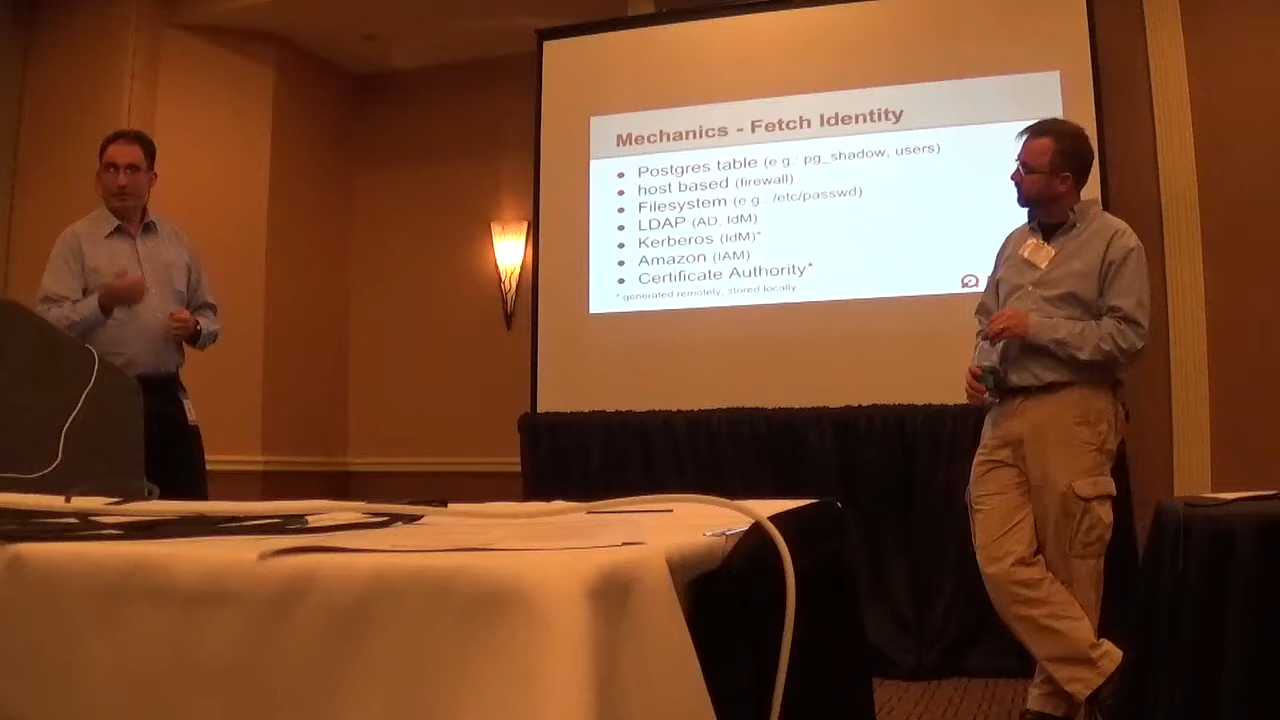 Mechanics - Fetch Identity
• Postgres table (e.g. pg_shadow, users)
• host based (firewall)
• Filesystem (e.g. /etc/passwd)
• LDAP (AD, IdM)
• Kerberos (IdM)*
• Amazon (IAM)
• Certificate Authority*
* generated remotely, stored locally